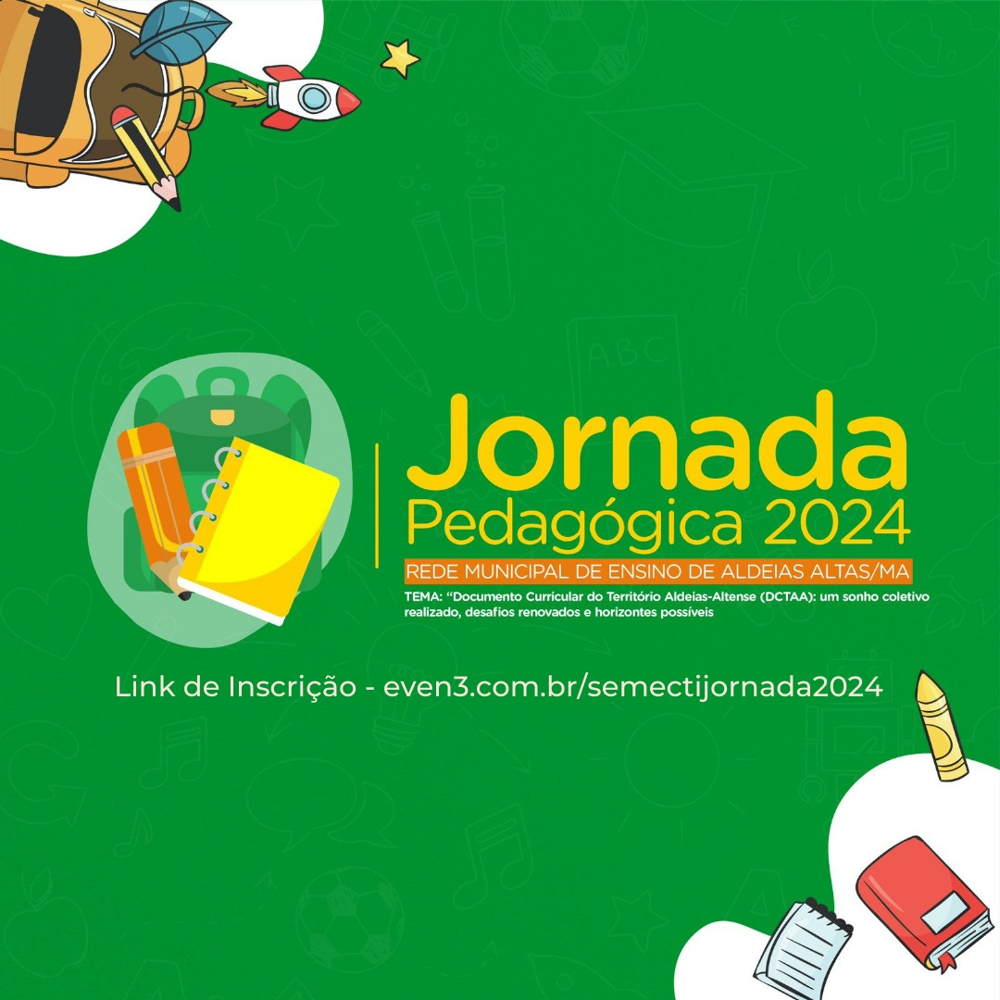 ABC
Jornada
Pedagógica 2024
REDE MUNICIPAL DE ENSINO DE ALDEIAS ALTAS/MA
TEMA: “Documento Curricular do Território Aldeias-Altense (DCTAA): um sonho coletivo
realizado, desafios renovados e horizontes possíveis
Link de Inscrição - even3.com.br/semectijornada2024